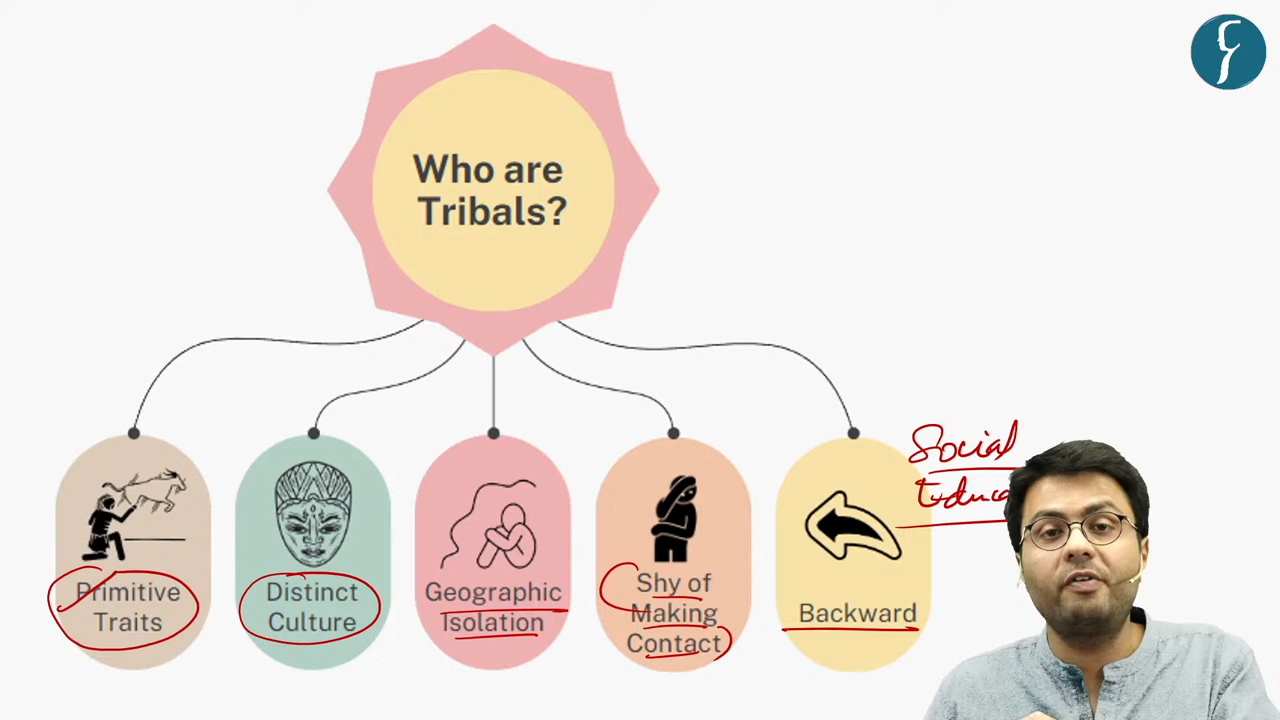 Who are
Tribals?
Social
Primitive
Traits
Distinct
Culture
Geographic
Isolation
Shy of
Making
Contact
Backward